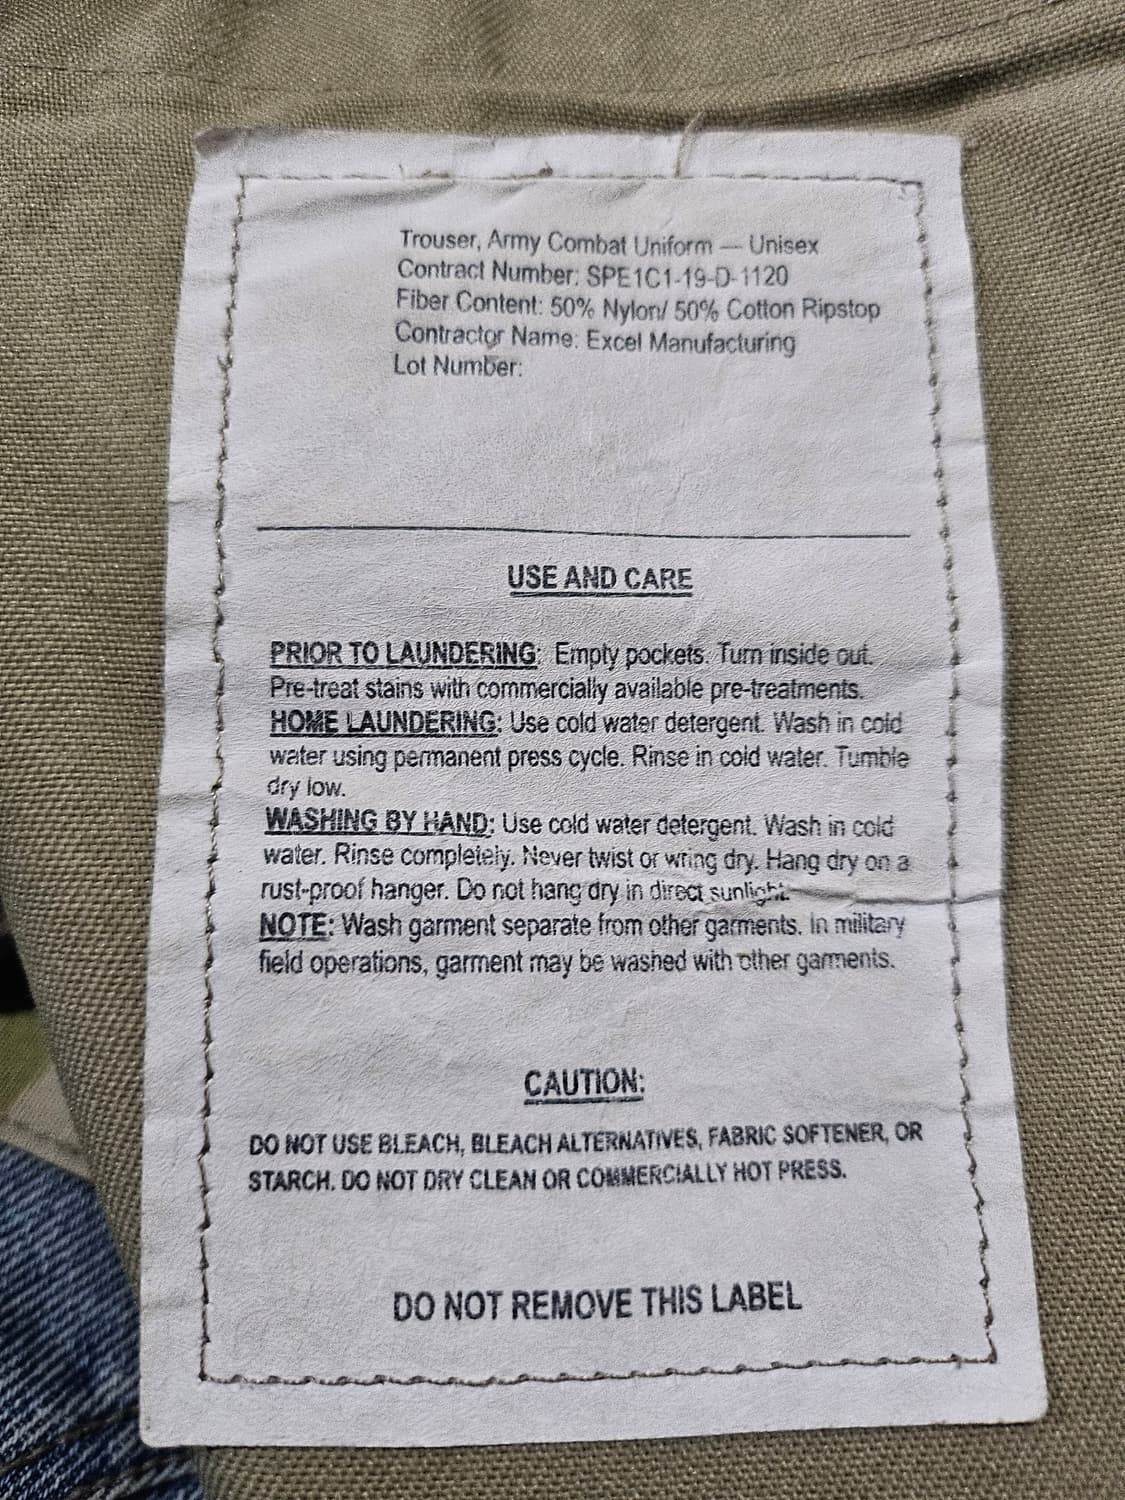 Trouser, Army Combat Uniform — Unisex
Contract Number: SPE1C1-19-D-1120
Fiber Content: 50% Nylon/ 50% Cotton Ripstop
Contractor Name: Excel Manufacturing
Lot Number:
USE AND CARE
PRIOR TO LAUNDERING: Empty pockets. Turn inside out.
Pre-treat stains with commercially available pre-treatments.
HOME LAUNDERING: Use cold water detergent. Wash in cold
water using permanent press cycle. Rinse in cold water. Tumble
dry low.
WASHING BY HAND: Use cold water detergent. Wash in cold
water. Rinse completely. Never twist or wring dry. Hang dry on a
rust-proof hanger. Do not hang dry in direct sunlight.
NOTE: Wash garment separate from other garments. In military
field operations, garment may be washed with other garments.
CAUTION:
DO NOT USE BLEACH, BLEACH ALTERNATIVES, FABRIC SOFTENER, OR
STARCH. DO NOT DRY CLEAN OR COMMERCIALLY HOT PRESS.
DO NOT REMOVE THIS LABEL